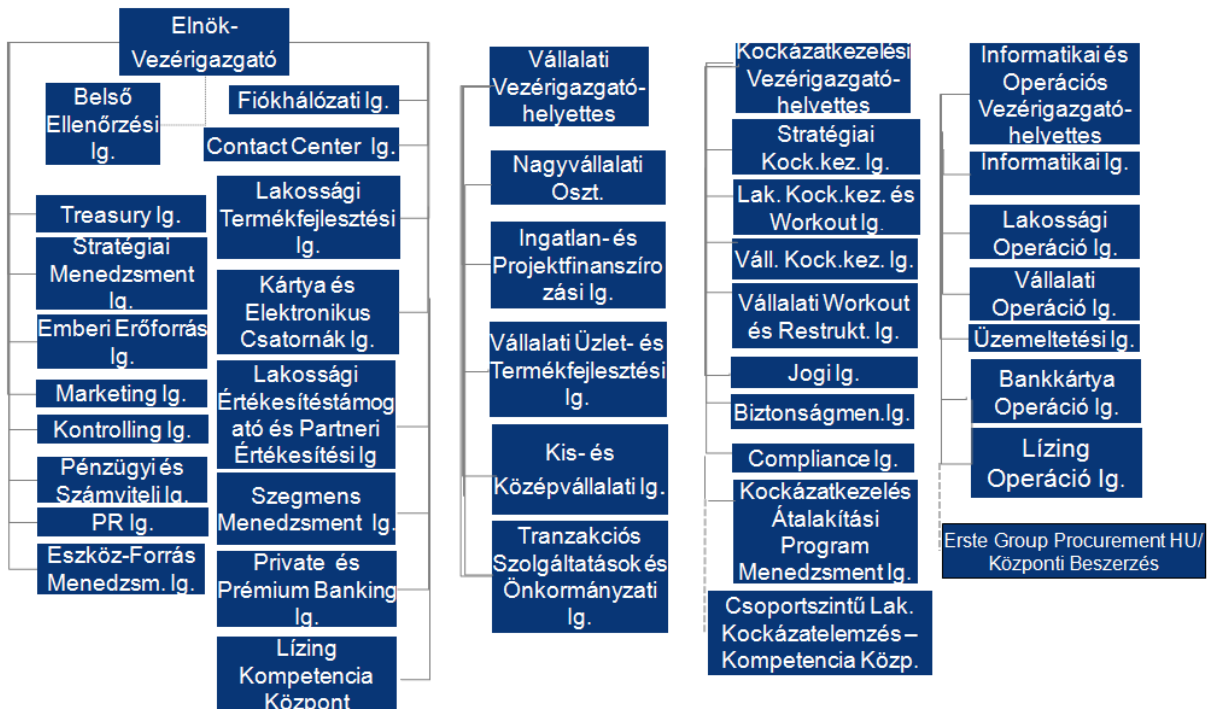 Elnök-
Vezérigazgató
Belső
Ellenőrzési
Ig.
Fiókhálózati Ig.
Contact Center Ig.
Treasury Ig.
Stratégiai
Menedzsment
Ig.
Emberi Erőforrás
Ig.
Marketing Ig.
Kontrolling Ig.
Pénzügyi és
Számviteli Ig.
PR Ig.
Eszköz-Forrás
Menedzsm. Ig.
Lakossági
Termékfejlesztési
Ig.
Kártya és
Elektronikus
Csatornák Ig.
Lakossági
Értékesítéstámog
ató és Partneri
Értékesítési Ig
Szegmens
Menedzsment Ig.
Private és
Prémium Banking
Ig.
Lízing
Kompetencia
Központ
Vállalati
Vezérigazgató-
helyettes
Nagyvállalati
Oszt.
Ingatlan- és
Projektfinanszíro
zási Ig.
Vállalati Üzlet- és
Termékfejlesztési
Ig.
Kis- és
Középvállalati Ig.
Tranzakciós
Szolgáltatások és
Önkormányzati
Ig.
Kockázatkezelési
Vezérigazgató-
helyettes
Stratégiai
Kock.kez. Ig.
Lak. Kock.kez. és
Workout Ig.
Váll. Kock.kez. Ig.
Vállalati Workout
és Restrukt. Ig.
Jogi Ig.
Biztonságmen.Ig.
Compliance Ig.
Kockázatkezelés
Átalakítási
Program
Menedzsment Ig.
Csoportszintű Lak.
Kockázatelemzés –
Kompetencia Közp.
Informatikai és
Operációs
Vezérigazgató-
helyettes
Informatikai Ig.
Lakossági
Operáció Ig.
Vállalati
Operáció Ig.
Üzemeltetési Ig.
Bankkártya
Operáció Ig.
Lízing
Operáció Ig.
Erste Group Procurement HU/
Központi Beszerzés